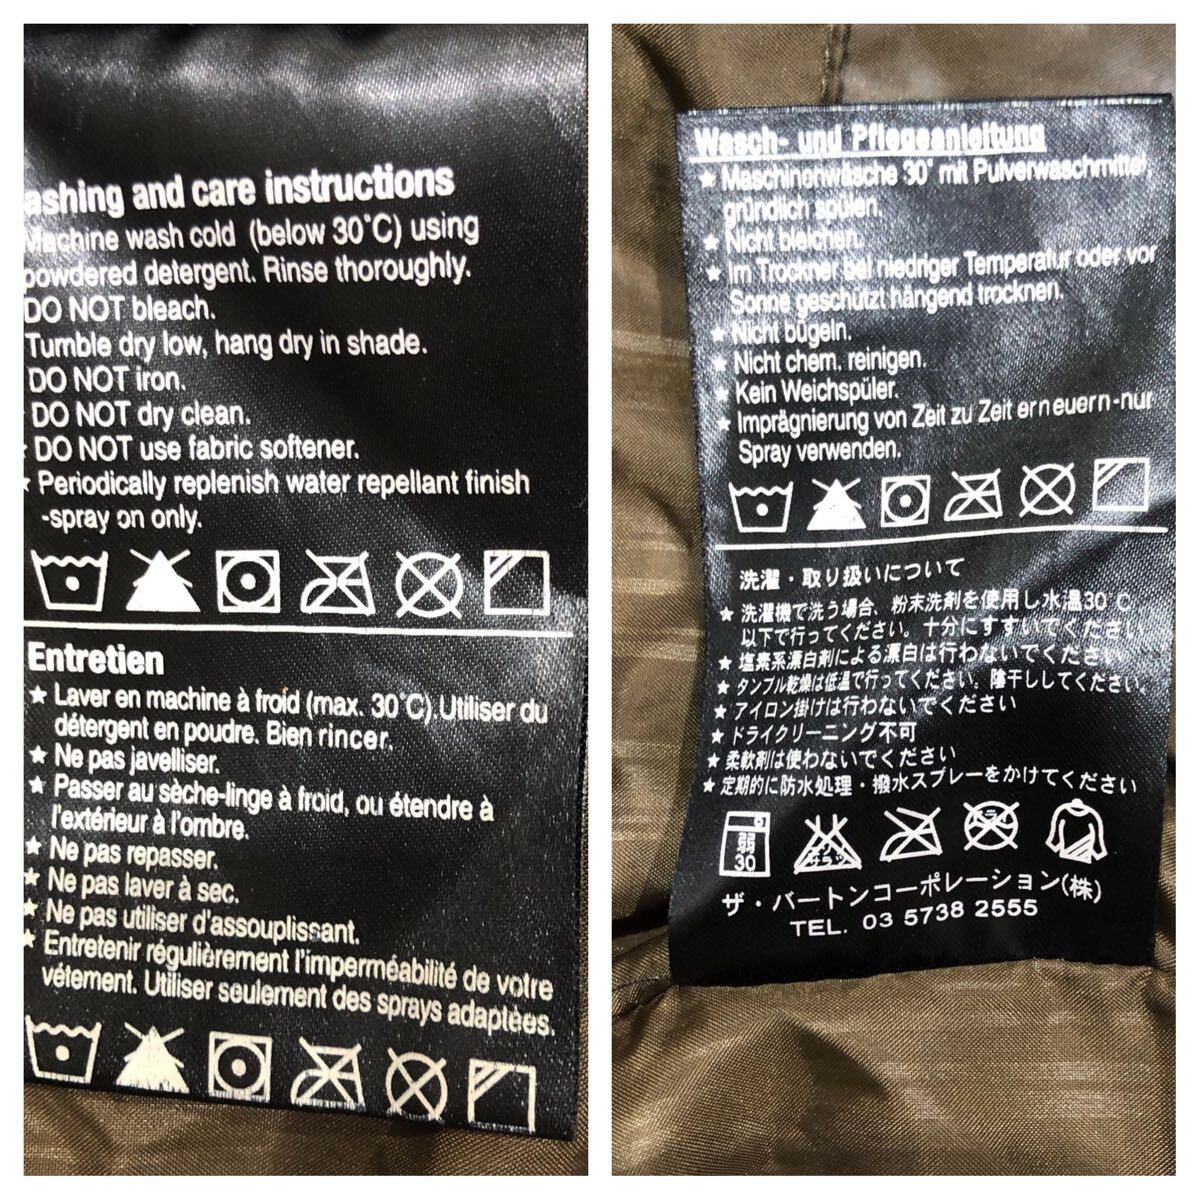 ashing and care instructions
Machine wash cold (below 30°C) using
powdered detergent. Rinse thoroughly.
DO NOT bleach.
Tumble dry low, hang dry in shade.
DO NOT iron.
DO NOT dry clean.
DO NOT use fabric softener.
★ Periodically replenish water repellant finish
-spray on only.
Entretien
★ Laver en machine à froid (max. 30°C).Utiliser du
détergent en poudre. Bien rincer.
★ Ne pas javelliser.
★ Passer au sèche-linge à froid, ou étendre à
l'extérieur à l'ombre.
★ Ne pas repasser.
★ Ne pas laver à sec.
★ Ne pas utiliser d'assouplissant.
★ Entretenir régulièrement l'imperméabilité de votre
vétement. Utiliser seulement des sprays adaptées.
Wasch- und Pflegeanleitung
★ Maschinenwäsche 30° mit Pulverwaschmittel,
gründlich spülen.
★ Nicht bleichen.
★ Im Trockner bei niedriger Temperatur oder vor
Sonne geschützt hängend trocknen.
★ Nicht bügeln.
★ Nicht chem. reinigen.
★ Kein Weichspüler.
★ Imprägnierung von Zeit zu Zeit erneuern-nur
Spray verwenden.
洗濯・取り扱いについて
★ 洗濯機で洗う場合、粉末洗剤を使用し水温30°C
以下で行ってください。十分にすすいでください
★ 塩素系漂白剤による漂白は行わないでください
★ タンブル乾燥は低温で行ってください。陰干ししてください。
★ アイロン掛けは行わないでください
★ ドライクリーニング不可
★ 柔軟剤は使わないでください
★ 定期的に防水処理・撥水スプレーをかけてください
弱
30
エンソサラシ
ドライ
ザ・バートンコーポレーション(株)
TEL. 03 5738 2555